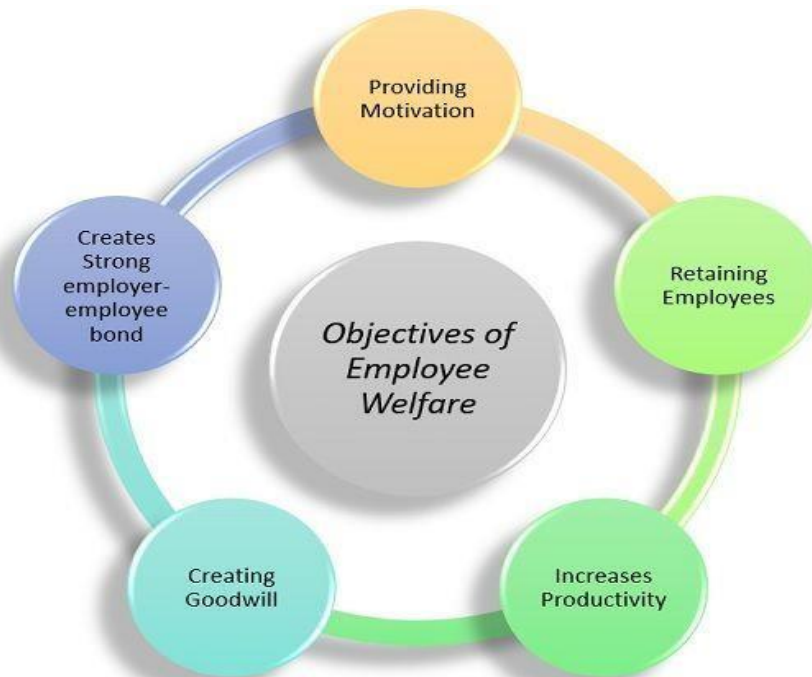 Providing
Motivation
Retaining
Employees
Increases
Productivity
Creating
Goodwill
Creates
Strong
employer-
employee
bond
Objectives of
Employee
Welfare